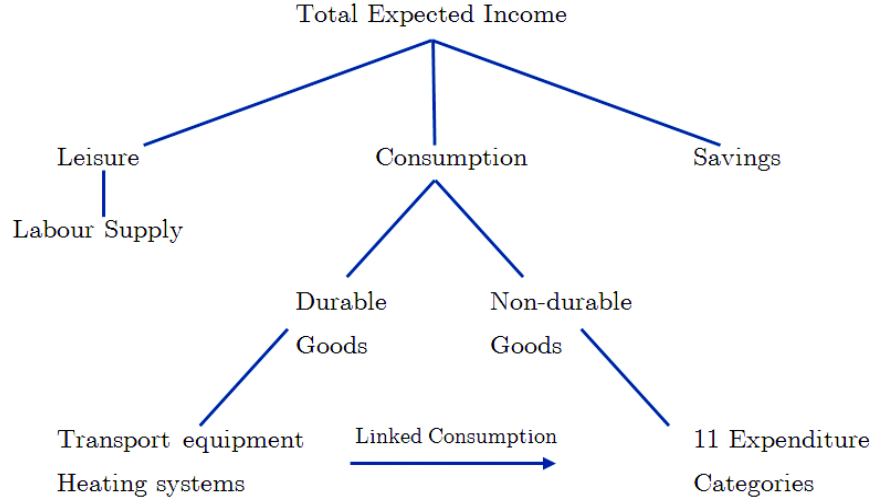 Total Expected Income
Leisure
Consumption
Savings
Labour Supply
Durable
Goods
Non-durable
Goods
Transport equipment
Heating systems
Linked Consumption
11 Expenditure
Categories